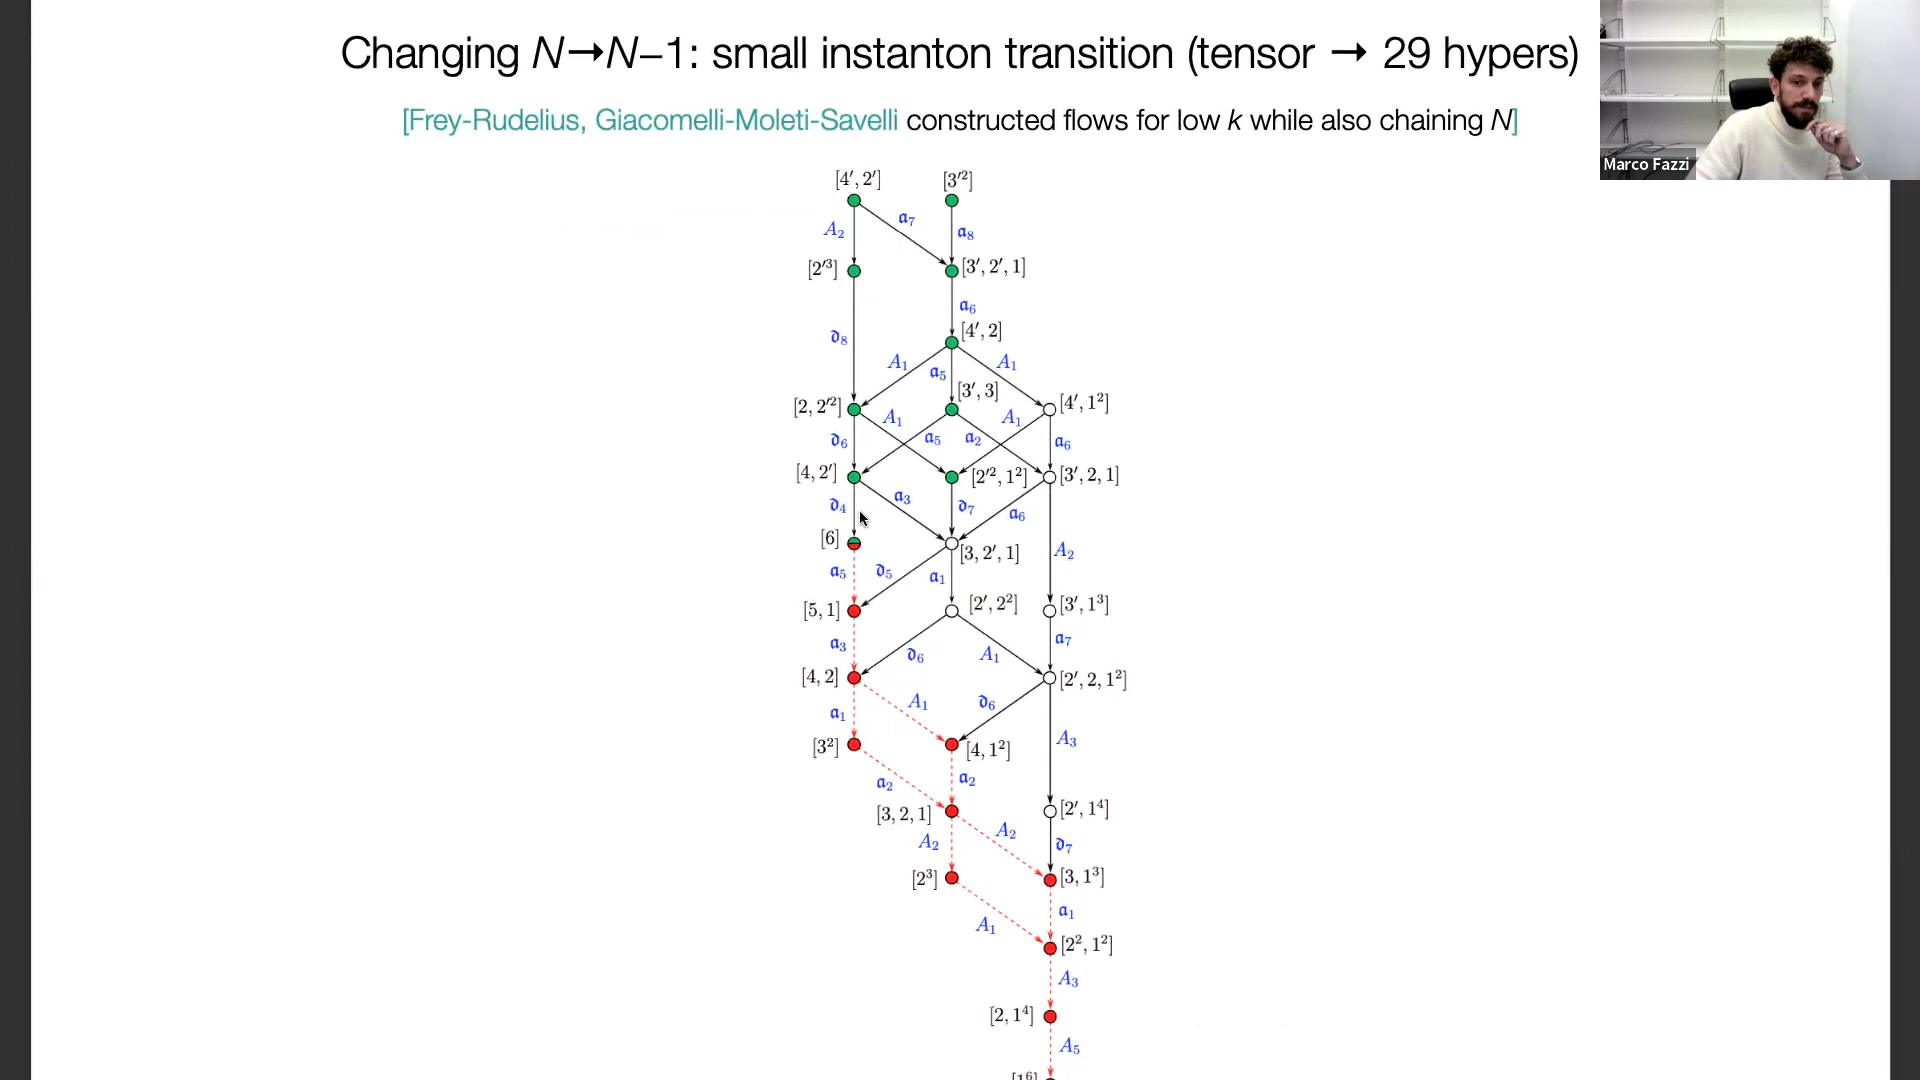 Changing N→N−1: small instanton transition (tensor → 29 hypers)
[Frey-Rudelius, Giacomelli-Moleti-Savelli constructed flows for low k while also chaining N]
Marco Fazzi
[4′, 2′] [3′²]
A₂ 𝔞₇ 𝔞₈
[2′³] [3′, 2′, 1]
𝔞₆
𝔡₈ [4′, 2]
A₁ 𝔞₅ A₁
[3′, 3]
[2, 2′²] [4′, 1²]
A₁ A₁
𝔡₆ 𝔞₅ 𝔞₂ 𝔞₆
[4, 2′] [2′², 1²] [3′, 2, 1]
𝔡₄ 𝔞₃ 𝔡₇ 𝔞₆
[6] [3, 2′, 1] A₂
𝔞₅ 𝔡₅ 𝔞₁
[5, 1] [2′, 2²] [3′, 1³]
𝔞₃ 𝔡₆ A₁ 𝔞₇
[4, 2] [2′, 2, 1²]
𝔞₁ A₁ 𝔡₆ A₃
[3²] [4, 1²]
𝔞₂ 𝔞₂
[3, 2, 1] [2′, 1⁴]
A₂ A₂ 𝔡₇
[2³] [3, 1³]
A₁ 𝔞₁
[2², 1²]
A₃
[2, 1⁴]
A₅
[1⁶]